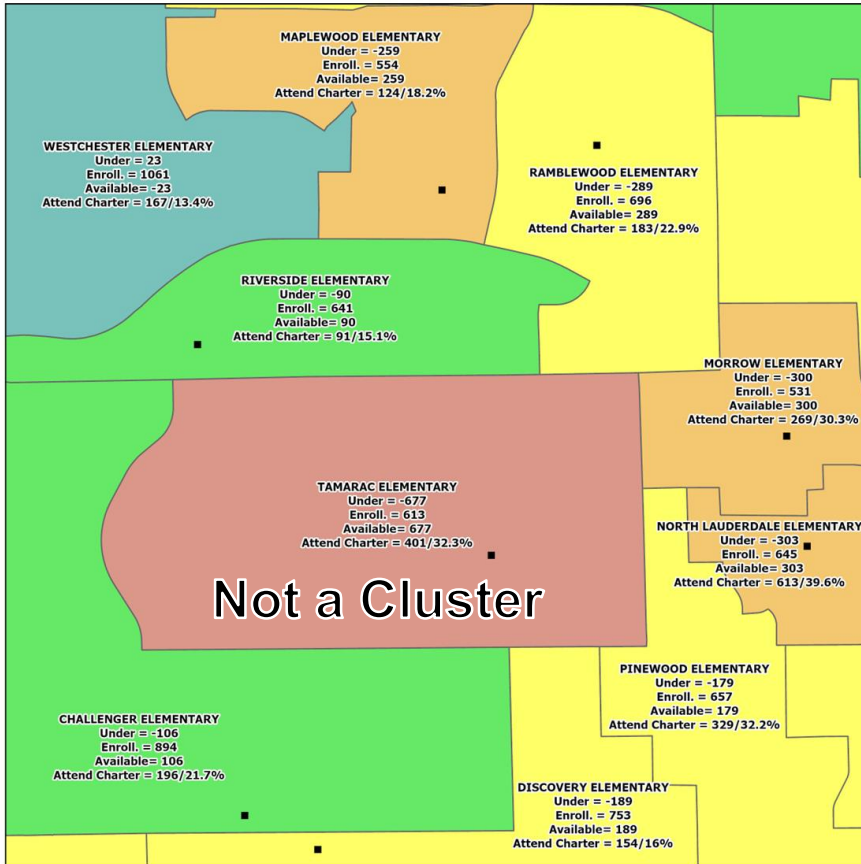 MAPLEWOOD ELEMENTARY
Under = -259
Enroll. = 554
Available= 259
Attend Charter = 124/18.2%
WESTCHESTER ELEMENTARY
Under = 23
Enroll. = 1061
Available= -23
Attend Charter = 167/13.4%
RAMBLEWOOD ELEMENTARY
Under = -289
Enroll. = 696
Available= 289
Attend Charter = 183/22.9%
RIVERSIDE ELEMENTARY
Under = -90
Enroll. = 641
Available= 90
Attend Charter = 91/15.1%
MORROW ELEMENTARY
Under = -300
Enroll. = 531
Available= 300
Attend Charter = 269/30.3%
TAMARAC ELEMENTARY
Under = -677
Enroll. = 613
Available= 677
Attend Charter = 401/32.3%
Not a Cluster
NORTH LAUDERDALE ELEMENTARY
Under = -303
Enroll. = 645
Available= 303
Attend Charter = 613/39.6%
PINEWOOD ELEMENTARY
Under = -179
Enroll. = 657
Available= 179
Attend Charter = 329/32.2%
CHALLENGER ELEMENTARY
Under = -106
Enroll. = 894
Available= 106
Attend Charter = 196/21.7%
DISCOVERY ELEMENTARY
Under = -189
Enroll. = 753
Available= 189
Attend Charter = 154/16%